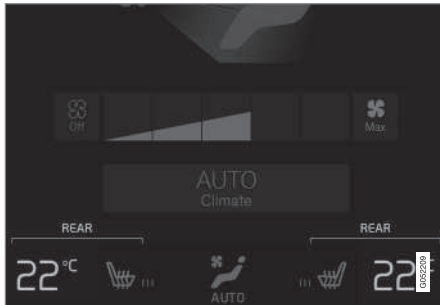 Off
Max
AUTO
Climate
REAR REAR
22°C 22°
AUTO
G052209